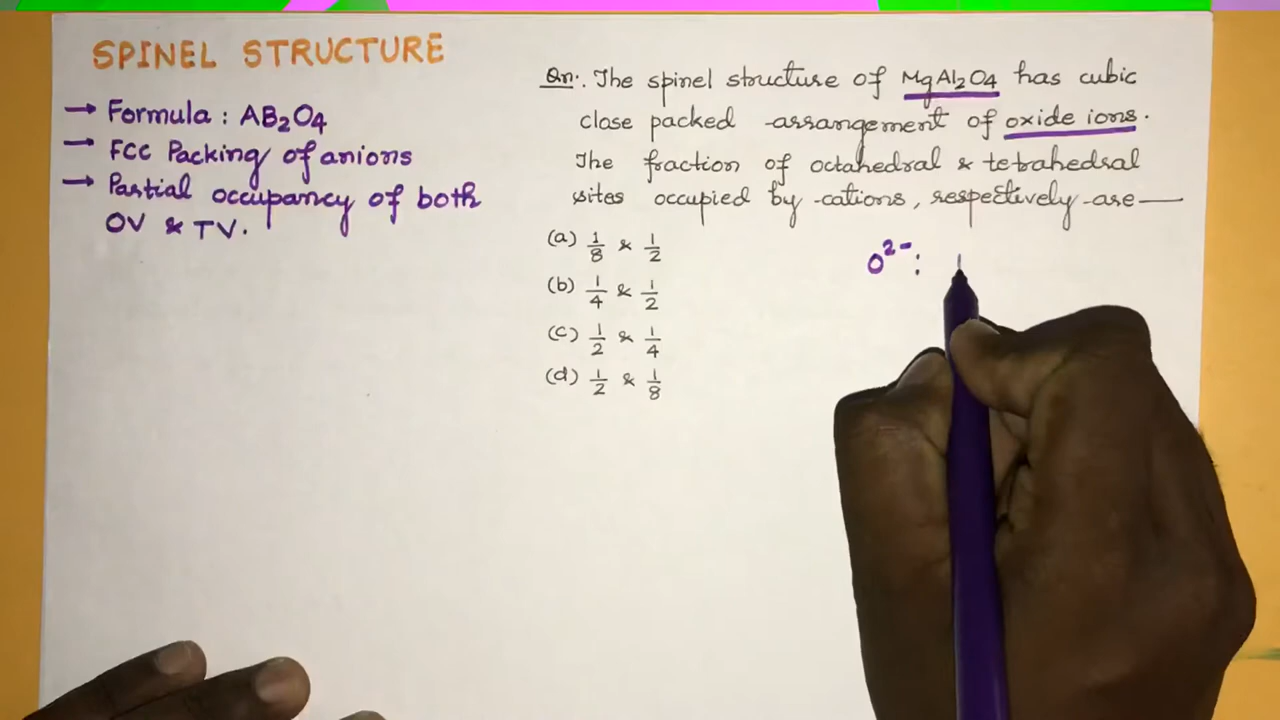 SPINEL STRUCTURE
→ Formula : AB₂O₄
→ FCC Packing of anions
→ Partial occupancy of both
OV & TV.
Qn:. The spinel structure of MgAl₂O₄ has cubic
close packed arrangement of oxide ions.
The fraction of octahedral & tetrahedral
sites occupied by cations, respectively are —
(a) 1/8 & 1/2
(b) 1/4 & 1/2
(c) 1/2 & 1/4
(d) 1/2 & 1/8
O²⁻ :